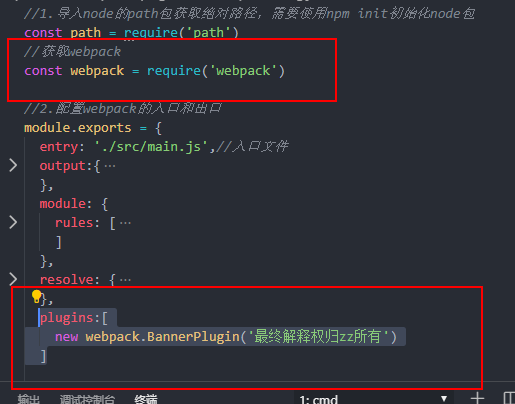 //1.导入node的path包获取绝对路径，需要使用npm init初始化node包
const path = require('path')
//获取webpack
const webpack = require('webpack')
//2.配置webpack的入口和出口
module.exports = {
entry: './src/main.js',//入口文件
output:{…
},
module: {
rules: […
]
},
resolve: {…
},
plugins:[
new webpack.BannerPlugin('最终解释权归zz所有')
]
输出 调试控制台 终端 1: cmd